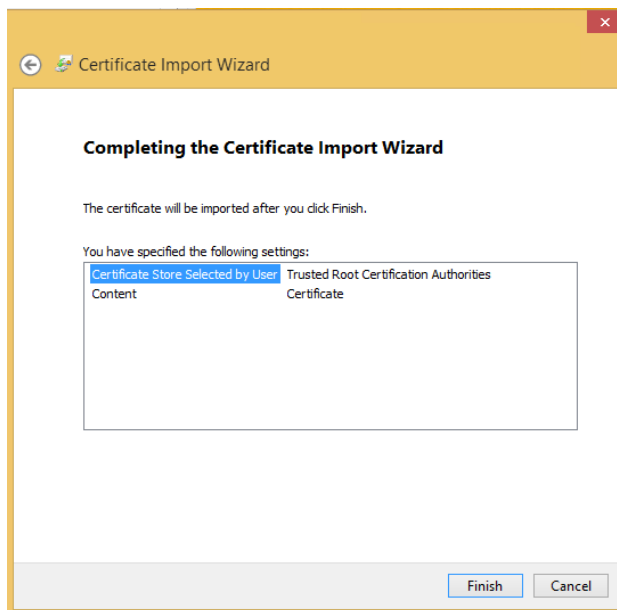 Certificate Import Wizard
Completing the Certificate Import Wizard
The certificate will be imported after you click Finish.
You have specified the following settings:
Certificate Store Selected by User Trusted Root Certification Authorities
Content Certificate
Finish Cancel